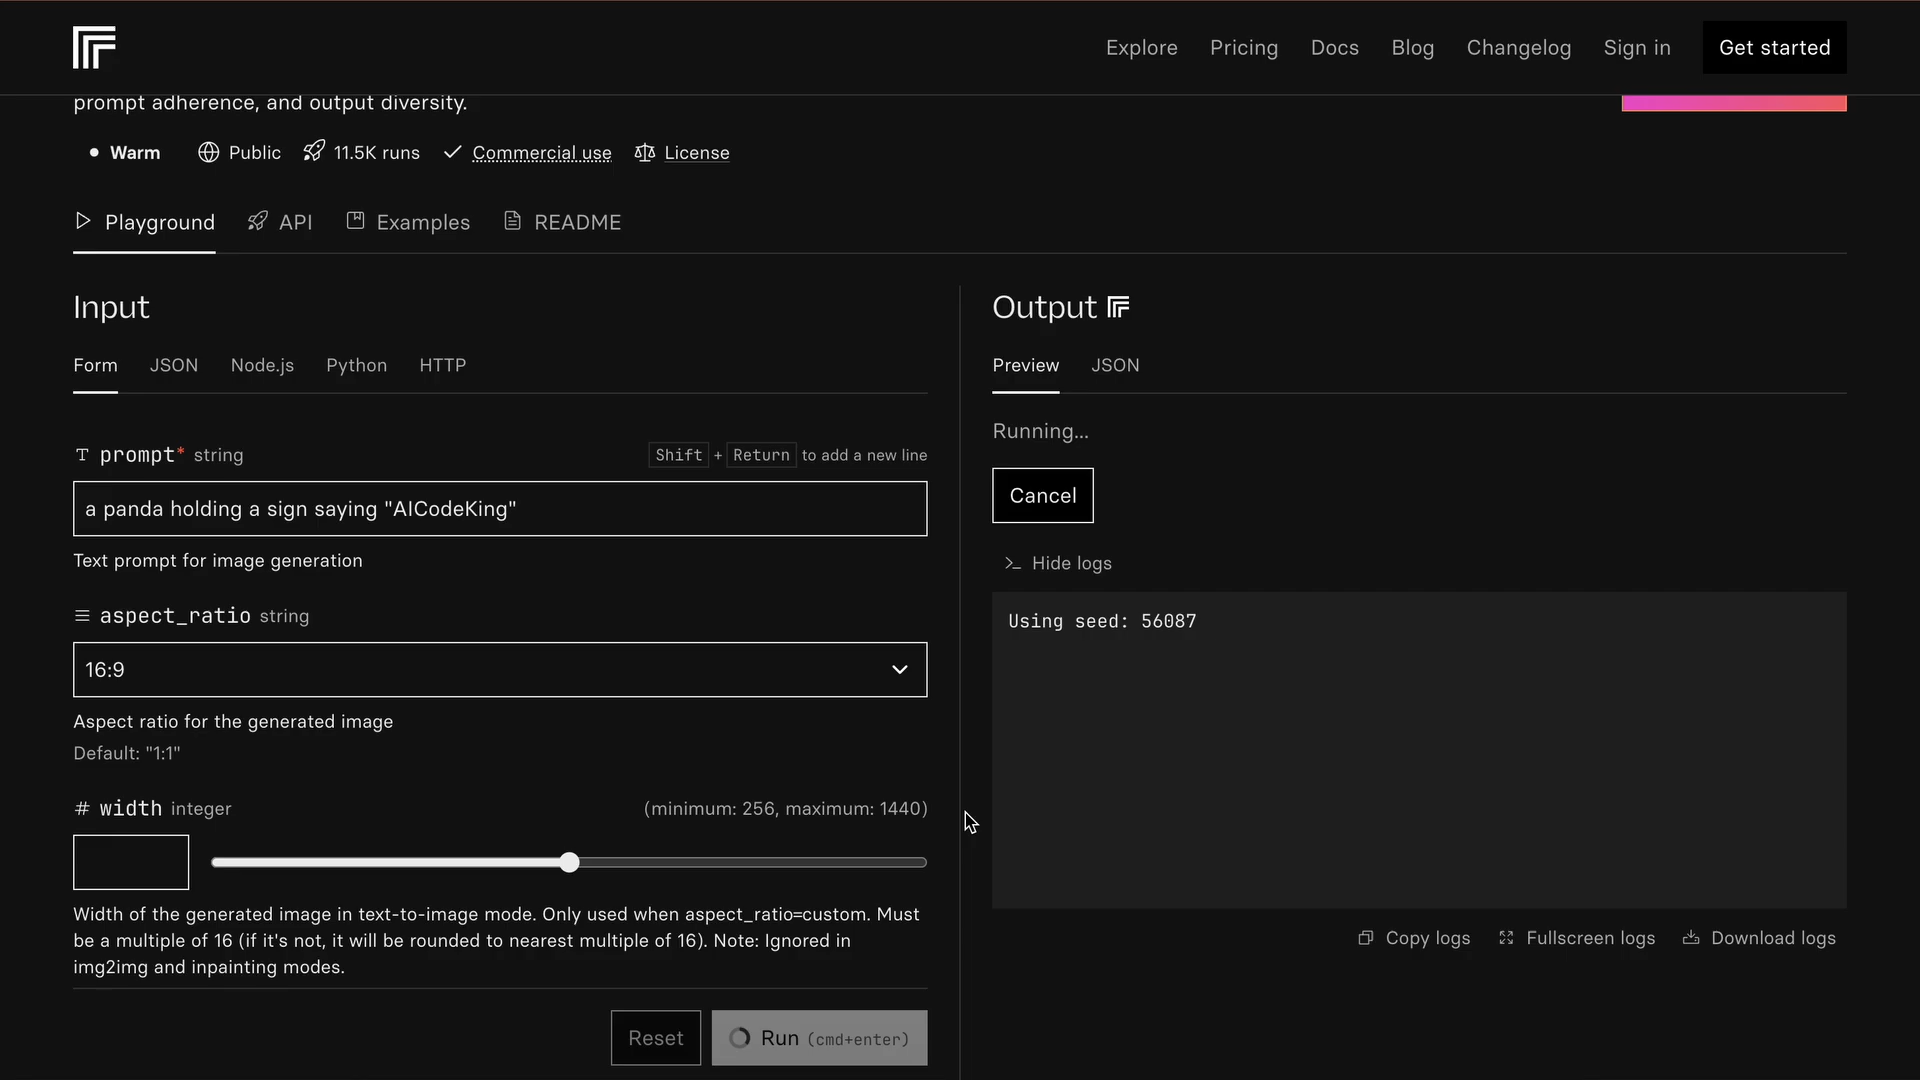 Explore Pricing Docs Blog Changelog Sign in Get started
prompt adherence, and output diversity.
Warm Public 11.5K runs Commercial use License
Playground API Examples README
Input
Form JSON Node.js Python HTTP
prompt* string Shift + Return to add a new line
a panda holding a sign saying "AICodeKing"
Text prompt for image generation
aspect_ratio string
16:9
Aspect ratio for the generated image
Default: "1:1"
# width integer (minimum: 256, maximum: 1440)
Width of the generated image in text-to-image mode. Only used when aspect_ratio=custom. Must
be a multiple of 16 (if it's not, it will be rounded to nearest multiple of 16). Note: Ignored in
img2img and inpainting modes.
Reset Run (cmd+enter)
Output
Preview JSON
Running...
Cancel
>_ Hide logs
Using seed: 56087
Copy logs Fullscreen logs Download logs